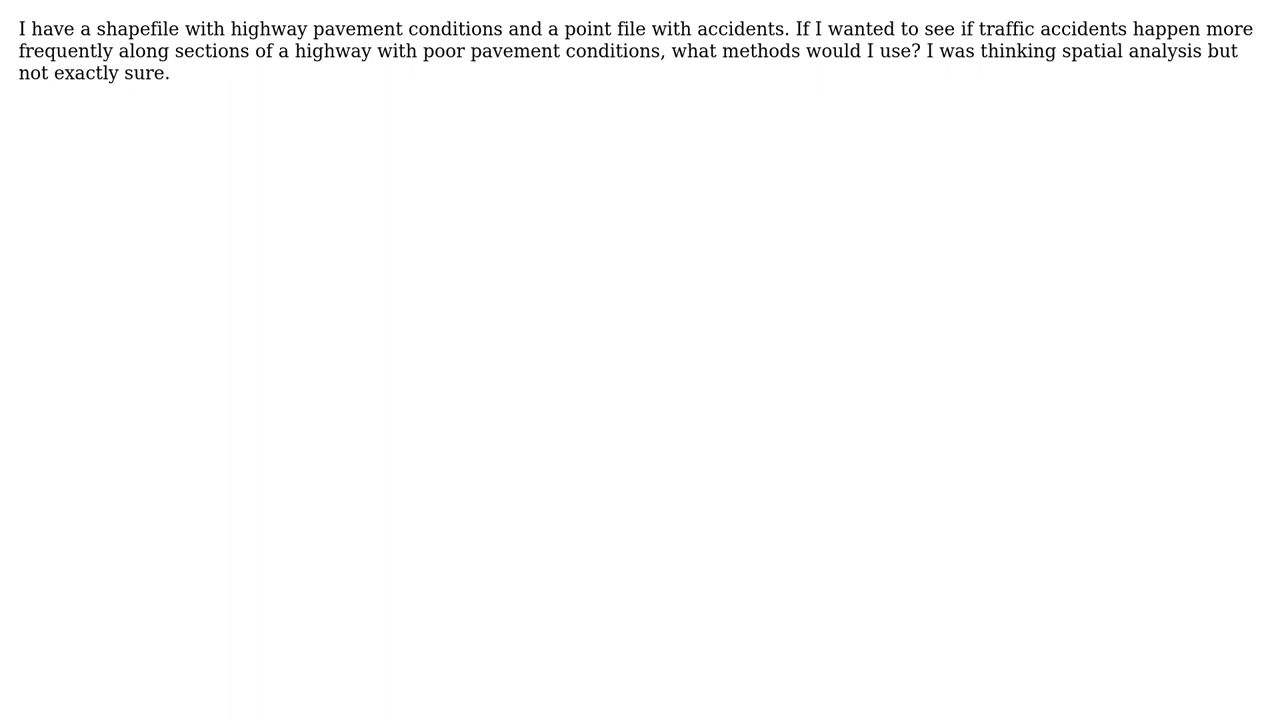 I have a shapefile with highway pavement conditions and a point file with accidents. If I wanted to see if traffic accidents happen more
frequently along sections of a highway with poor pavement conditions, what methods would I use? I was thinking spatial analysis but
not exactly sure.